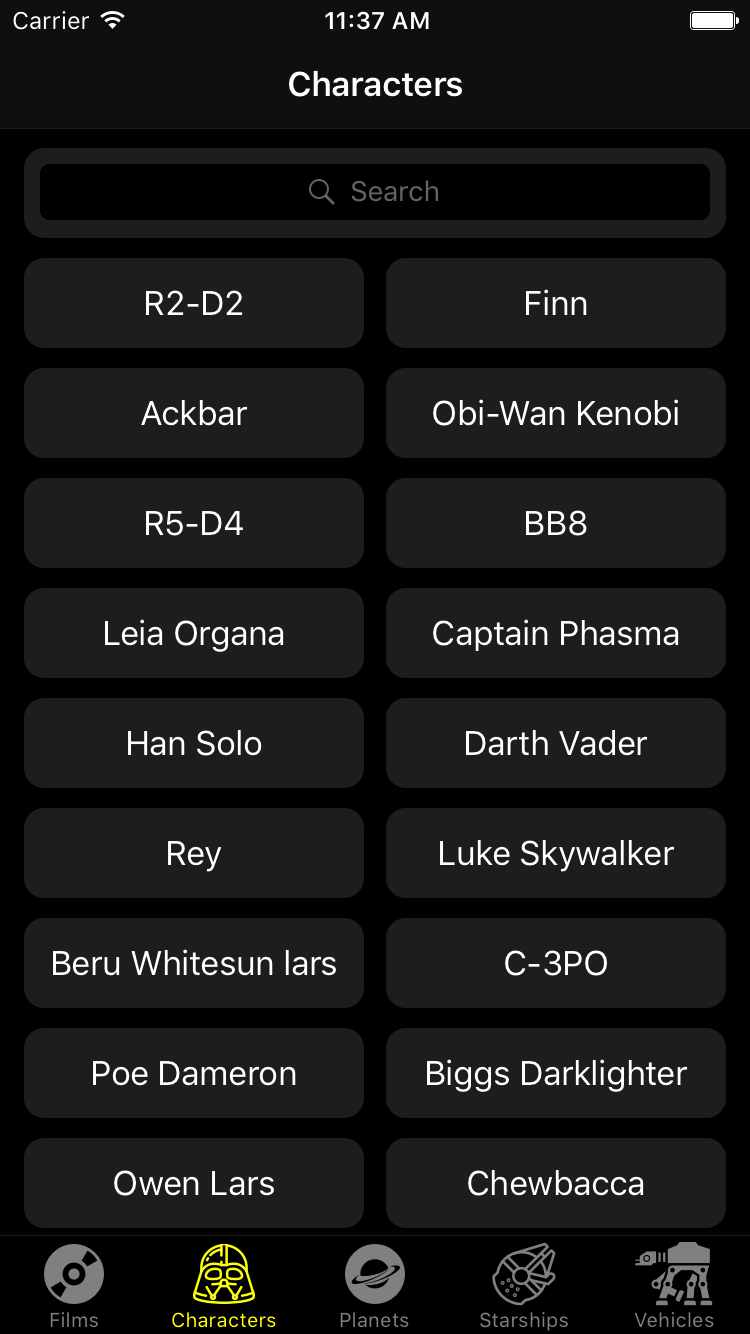 Carrier 11:37 AM
Characters
Search
R2-D2 Finn
Ackbar Obi-Wan Kenobi
R5-D4 BB8
Leia Organa Captain Phasma
Han Solo Darth Vader
Rey Luke Skywalker
Beru Whitesun lars C-3PO
Poe Dameron Biggs Darklighter
Owen Lars Chewbacca
Films Characters Planets Starships Vehicles